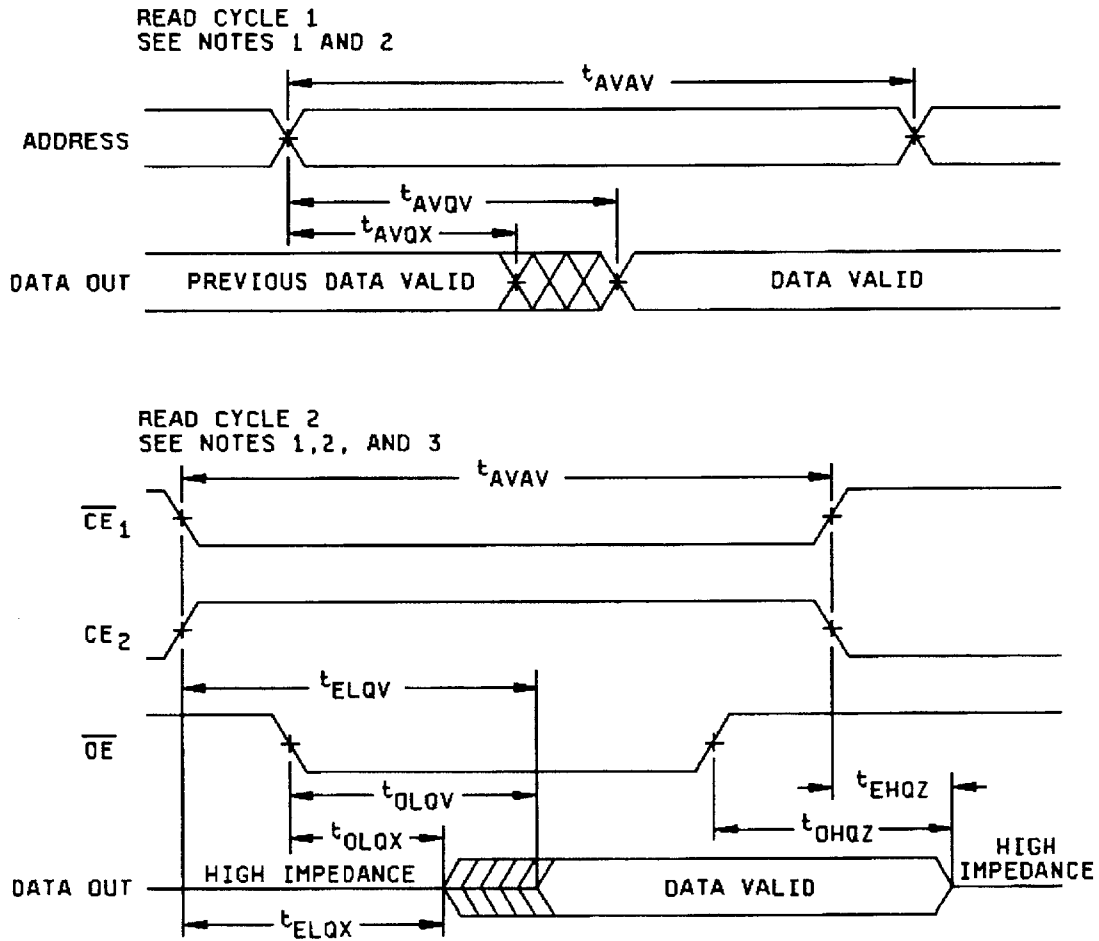 READ CYCLE 1
SEE NOTES 1 AND 2
tAVAV
ADDRESS
tAVQV
tAVQX
DATA OUT
PREVIOUS DATA VALID
DATA VALID
READ CYCLE 2
SEE NOTES 1,2, AND 3
tAVAV
CE1
CE2
tELQV
OE
tEHQZ
tOLQV
tOHQZ
tOLQX
HIGH IMPEDANCE
HIGH
IMPEDANCE
DATA OUT
DATA VALID
tELQX